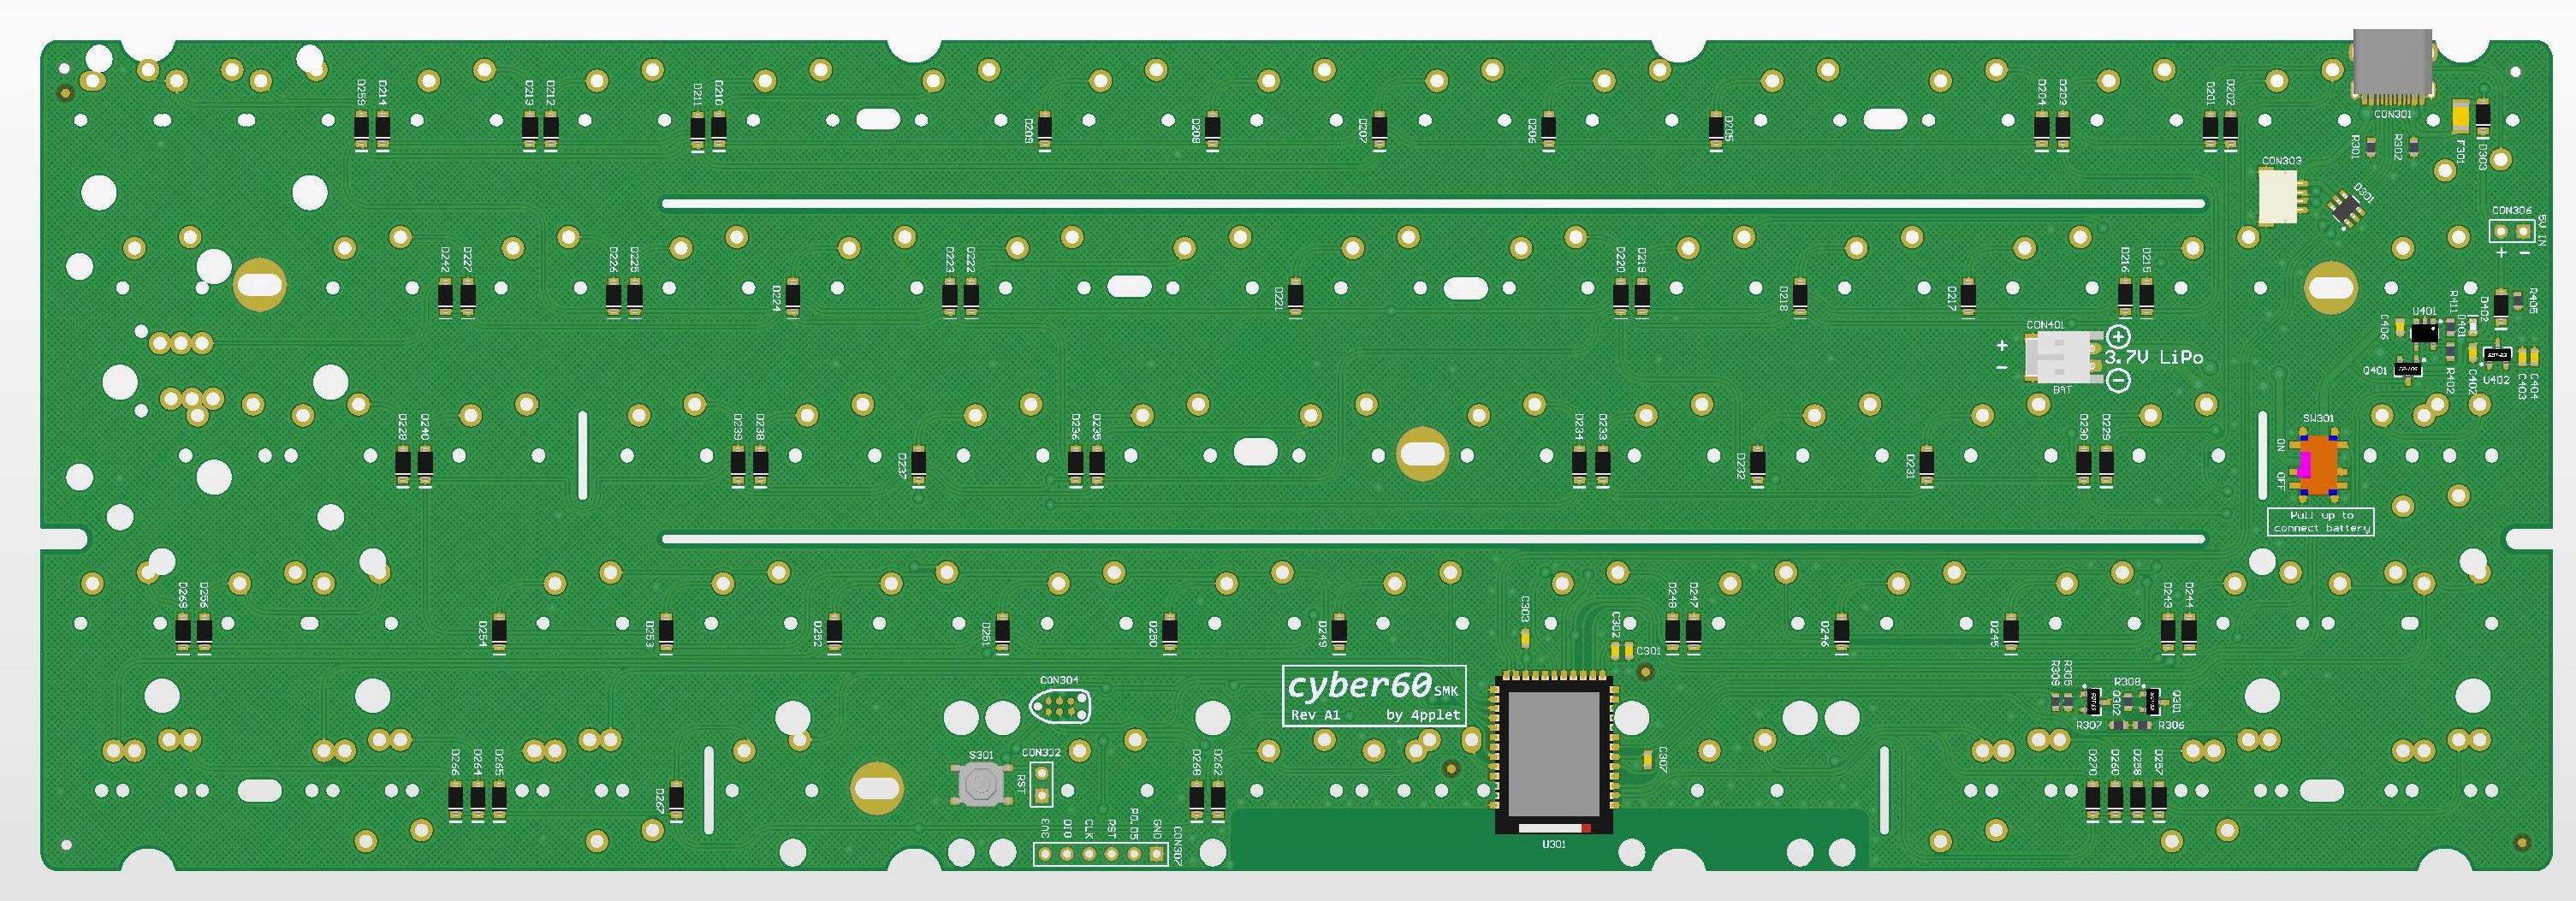 D259 D214 D213 D212 D211 D210 D209 D208 D207 D206 D205 D204 D203 D201 D202
CON301
R301 R302 F301 D303
CON303
D301
CON306
5V IN
+ -
D242 D227 D226 D225 D224 D223 D222 D221 D220 D219 D218 D217 D216 D215
CON401
+
-
+
3.7V LiPo
-
BAT
C406 U401 R411 D401 D402 R405
Q401 R402 C402 U402 C403 C404
D228 D240 D239 D238 D237 D236 D235 D234 D233 D232 D231 D230 D229
SW301
ON
OFF
Pull up to
connect battery
D256 D254 D253 D252 D251 D250 D249 D248 D247 D246 D245 D243 D244
C303
C302
C301
CON304
cyber60 SMK
Rev A1 by 4pplet
R309 R305 Q302 R308 Q301
R307 R306
D266 D264 D265 D267
S301
CON302
RST
D268 D262
C307
D270 D260 D258 D257
3V3 DIO CLK RST P0.05 GND
CON307
U301